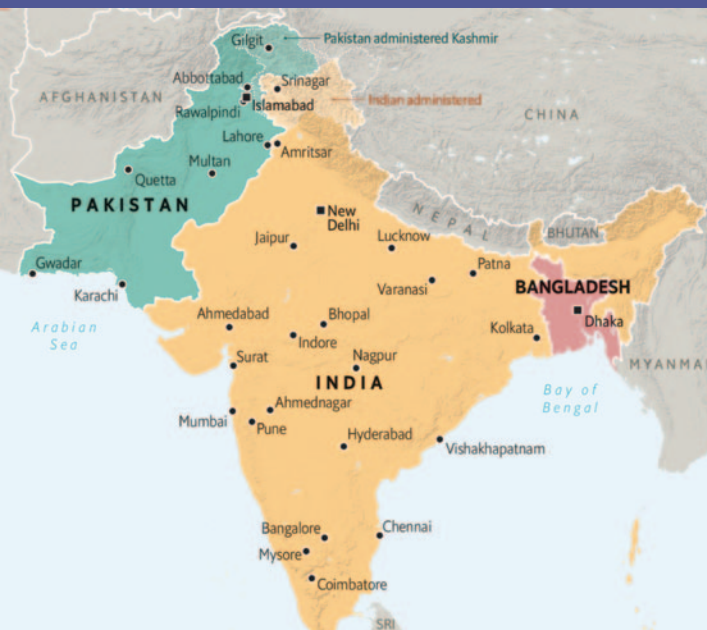 Gilgit
Pakistan administered Kashmir
Abbottabad
Srinagar
AFGHANISTAN
Rawalpindi
Islamabad
Indian administered
CHINA
Lahore
Amritsar
Multan
Quetta
PAKISTAN
New
Delhi
NEPAL
Jaipur
Lucknow
BHUTAN
Gwadar
Patna
Karachi
Varanasi
BANGLADESH
Arabian
Sea
Ahmedabad
Bhopal
Kolkata
Dhaka
Indore
Surat
Nagpur
MYANMA
INDIA
Bay of
Bengal
Ahmednagar
Mumbai
Pune
Hyderabad
Vishakhapatnam
Bangalore
Chennai
Mysore
Coimbatore
SRI